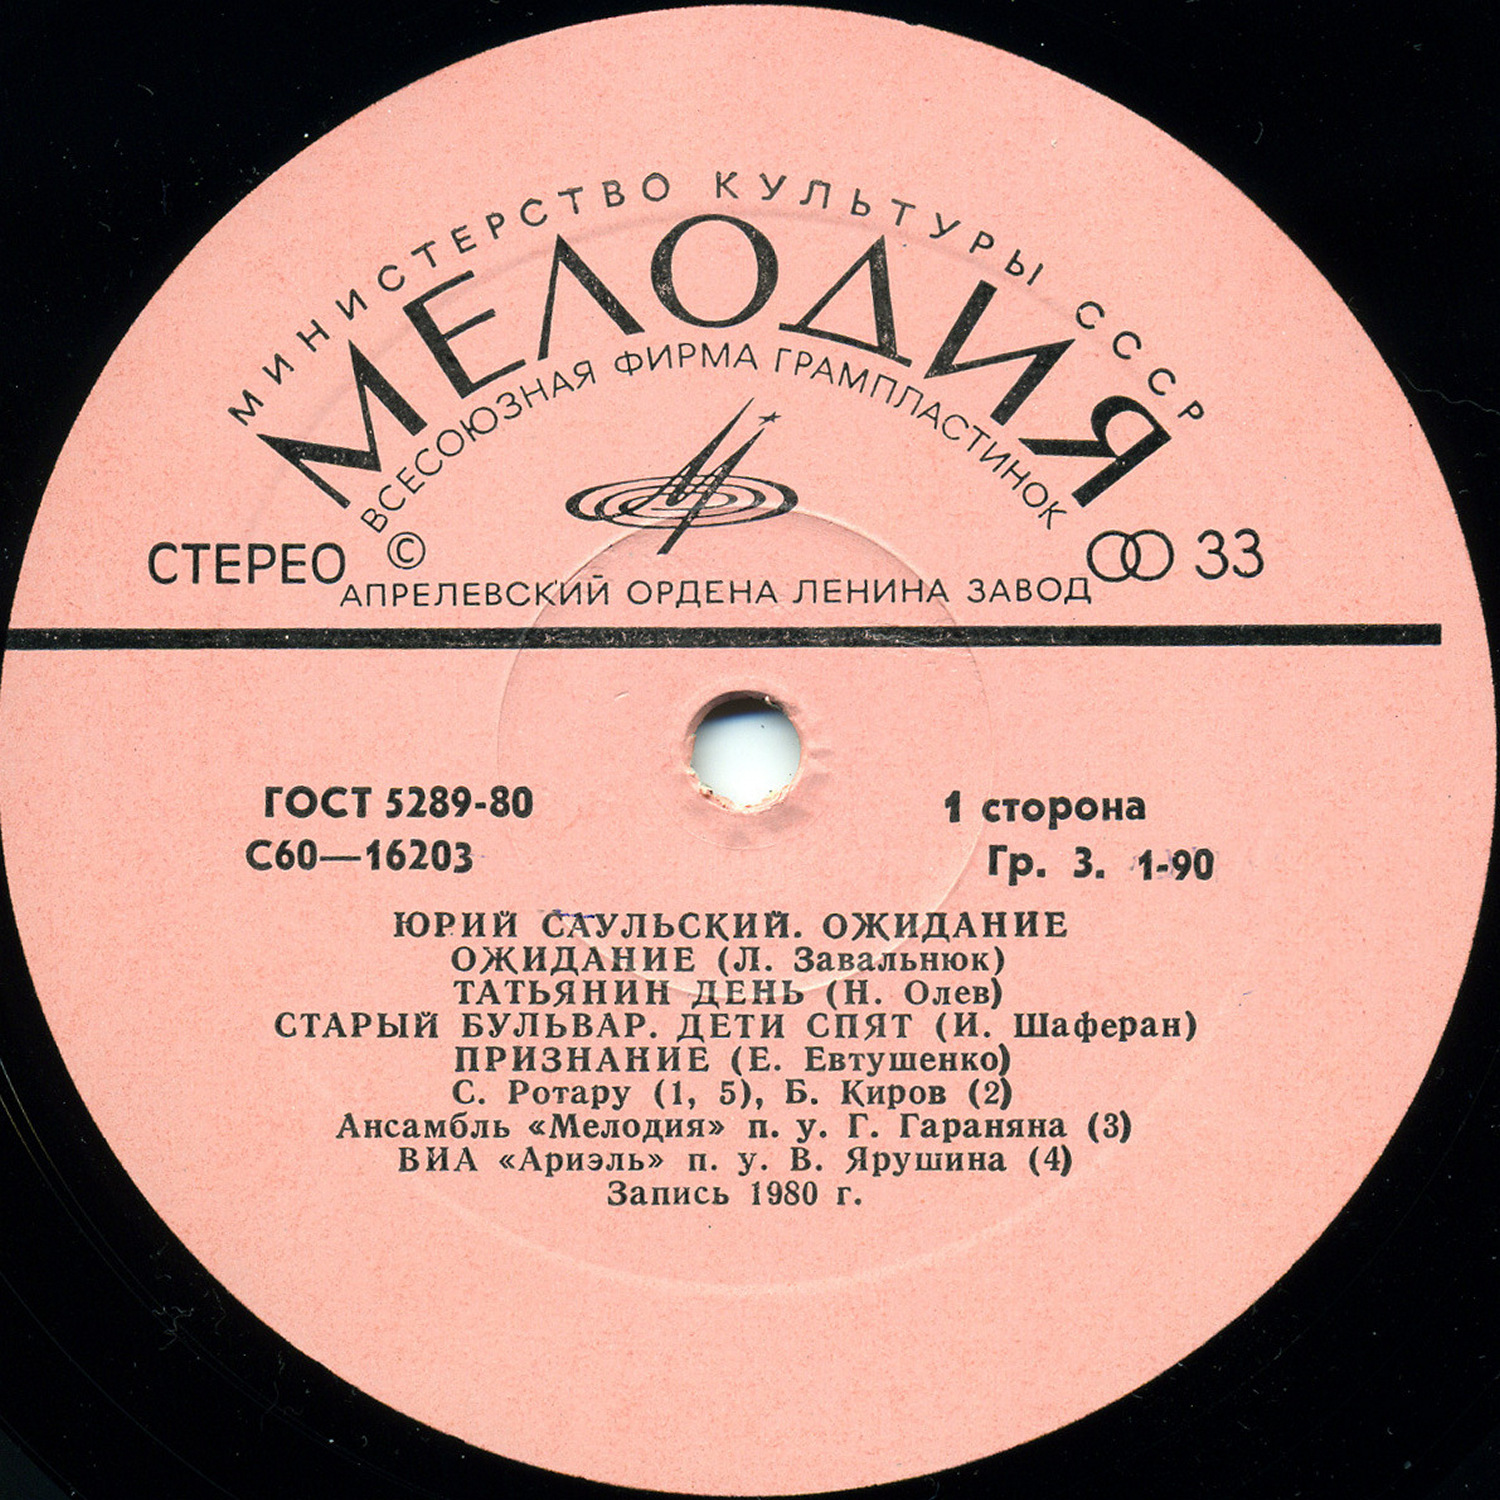 МИНИСТЕРСТВО КУЛЬТУРЫ СССР
МЕЛОДИЯ
ВСЕСОЮЗНАЯ ФИРМА ГРАМПЛАСТИНОК
СТЕРЕО © 33
АПРЕЛЕВСКИЙ ОРДЕНА ЛЕНИНА ЗАВОД
ГОСТ 5289-80 1 сторона
С60—16203 Гр. 3. 1-90
ЮРИЙ САУЛЬСКИЙ. ОЖИДАНИЕ
ОЖИДАНИЕ (Л. Завальнюк)
ТАТЬЯНИН ДЕНЬ (Н. Олев)
СТАРЫЙ БУЛЬВАР. ДЕТИ СПЯТ (И. Шаферан)
ПРИЗНАНИЕ (Е. Евтушенко)
С. Ротару (1, 5), Б. Киров (2)
Ансамбль «Мелодия» п. у. Г. Гараняна (3)
ВИА «Ариэль» п. у. В. Ярушина (4)
Запись 1980 г.